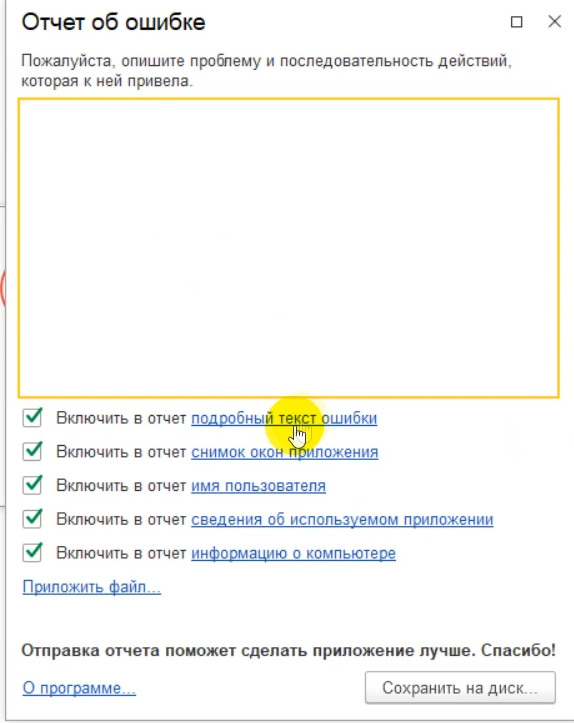 Отчет об ошибке
Пожалуйста, опишите проблему и последовательность действий,
которая к ней привела.
Включить в отчет подробный текст ошибки
Включить в отчет снимок окон приложения
Включить в отчет имя пользователя
Включить в отчет сведения об используемом приложении
Включить в отчет информацию о компьютере
Приложить файл...
Отправка отчета поможет сделать приложение лучше. Спасибо!
О программе...
Сохранить на диск...